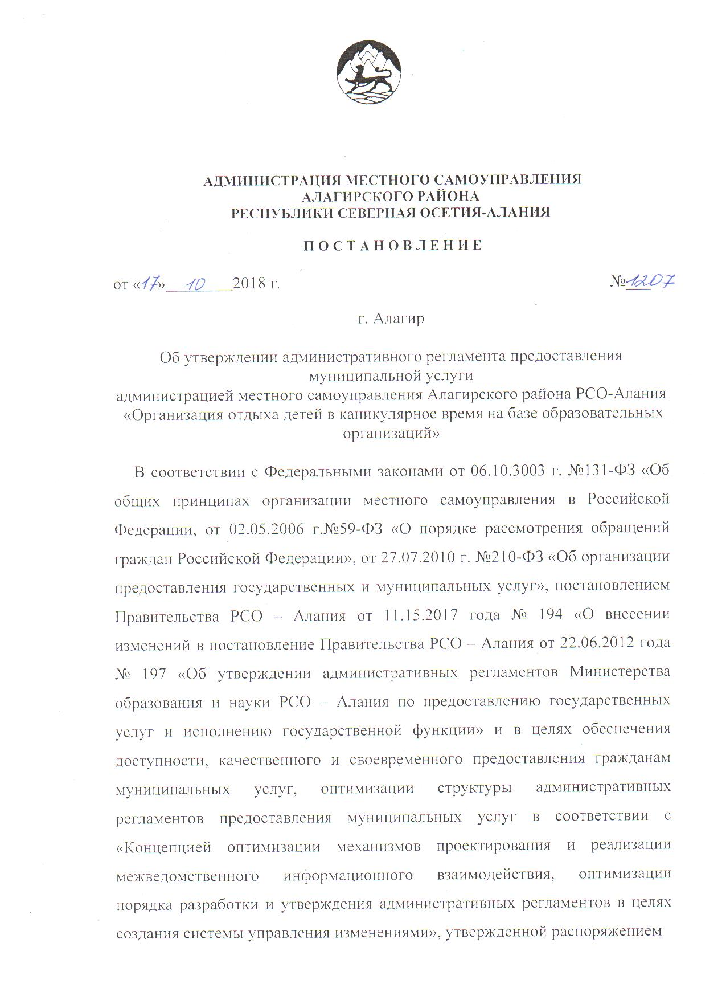 АДМИНИСТРАЦИЯ МЕСТНОГО САМОУПРАВЛЕНИЯ
АЛАГИРСКОГО РАЙОНА
РЕСПУБЛИКИ СЕВЕРНАЯ ОСЕТИЯ-АЛАНИЯ
П О С Т А Н О В Л Е Н И Е
от «17»___10___2018 г. №1207
г. Алагир
Об утверждении административного регламента предоставления
муниципальной услуги
администрацией местного самоуправления Алагирского района РСО-Алания
«Организация отдыха детей в каникулярное время на базе образовательных
организаций»
В соответствии с Федеральными законами от 06.10.3003 г. №131-ФЗ «Об
общих принципах организации местного самоуправления в Российской
Федерации, от 02.05.2006 г.№59-ФЗ «О порядке рассмотрения обращений
граждан Российской Федерации», от 27.07.2010 г. №210-ФЗ «Об организации
предоставления государственных и муниципальных услуг», постановлением
Правительства РСО – Алания от 11.15.2017 года № 194 «О внесении
изменений в постановление Правительства РСО – Алания от 22.06.2012 года
№ 197 «Об утверждении административных регламентов Министерства
образования и науки РСО – Алания по предоставлению государственных
услуг и исполнению государственной функции» и в целях обеспечения
доступности, качественного и своевременного предоставления гражданам
муниципальных услуг, оптимизации структуры административных
регламентов предоставления муниципальных услуг в соответствии с
«Концепцией оптимизации механизмов проектирования и реализации
межведомственного информационного взаимодействия, оптимизации
порядка разработки и утверждения административных регламентов в целях
создания системы управления изменениями», утвержденной распоряжением